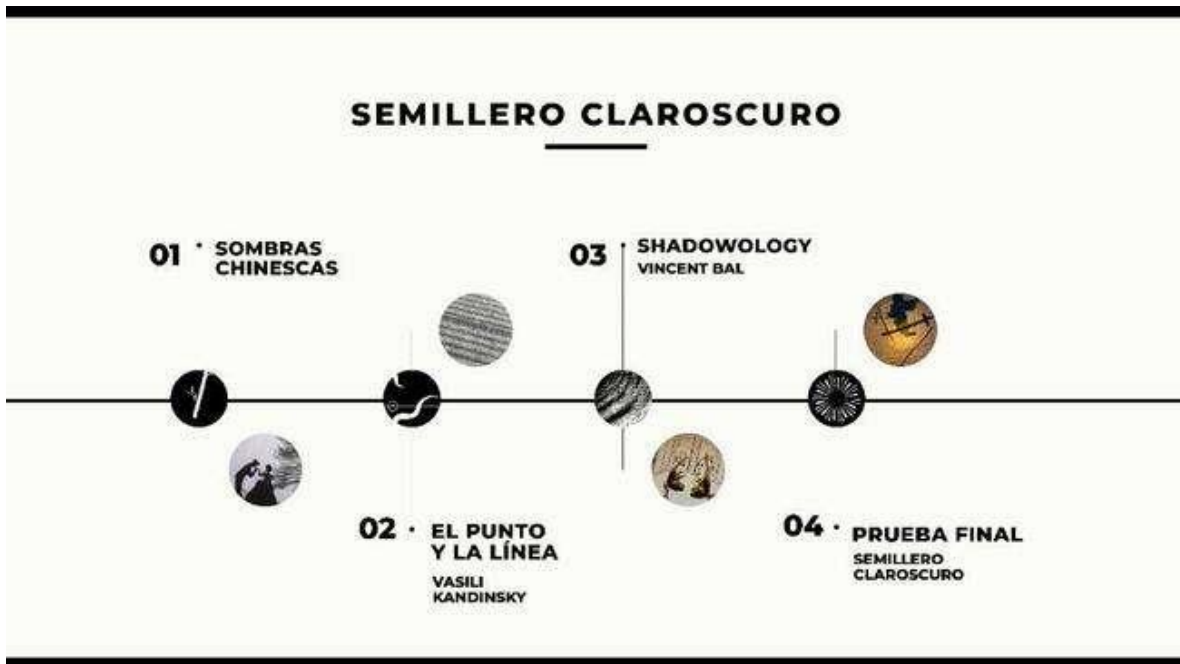 SEMILLERO CLAROSCURO
01 • SOMBRAS
CHINESCAS
02 • EL PUNTO
Y LA LÍNEA
VASILI
KANDINSKY
03 • SHADOWOLOGY
VINCENT BAL
04 • PRUEBA FINAL
SEMILLERO
CLAROSCURO